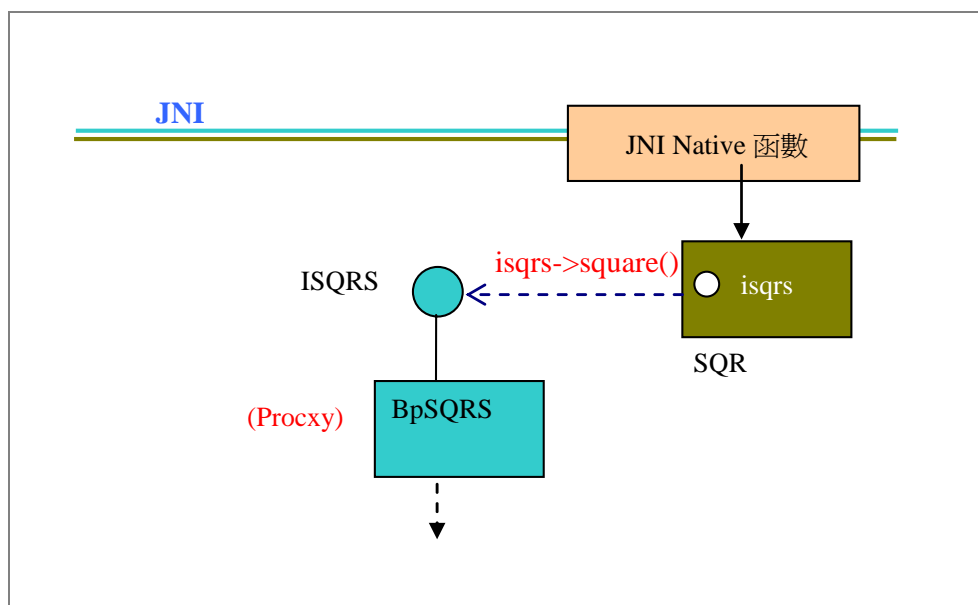 JNI
JNI Native 函數
isqrs->square()
ISQRS
isqrs
SQR
(Procxy)
BpSQRS